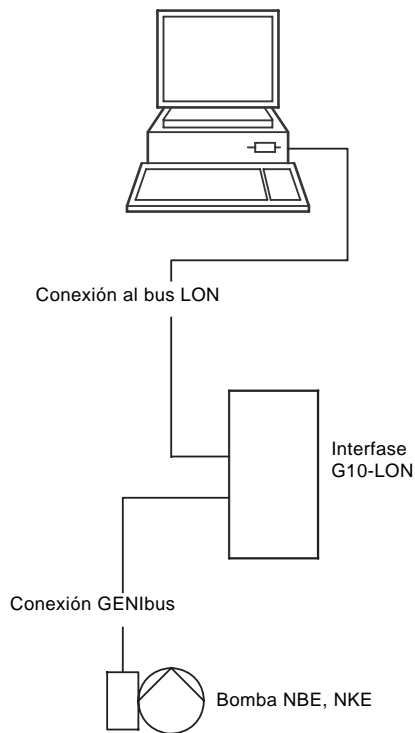 Conexión al bus LON
Interfase
G10-LON
Conexión GENIbus
Bomba NBE, NKE